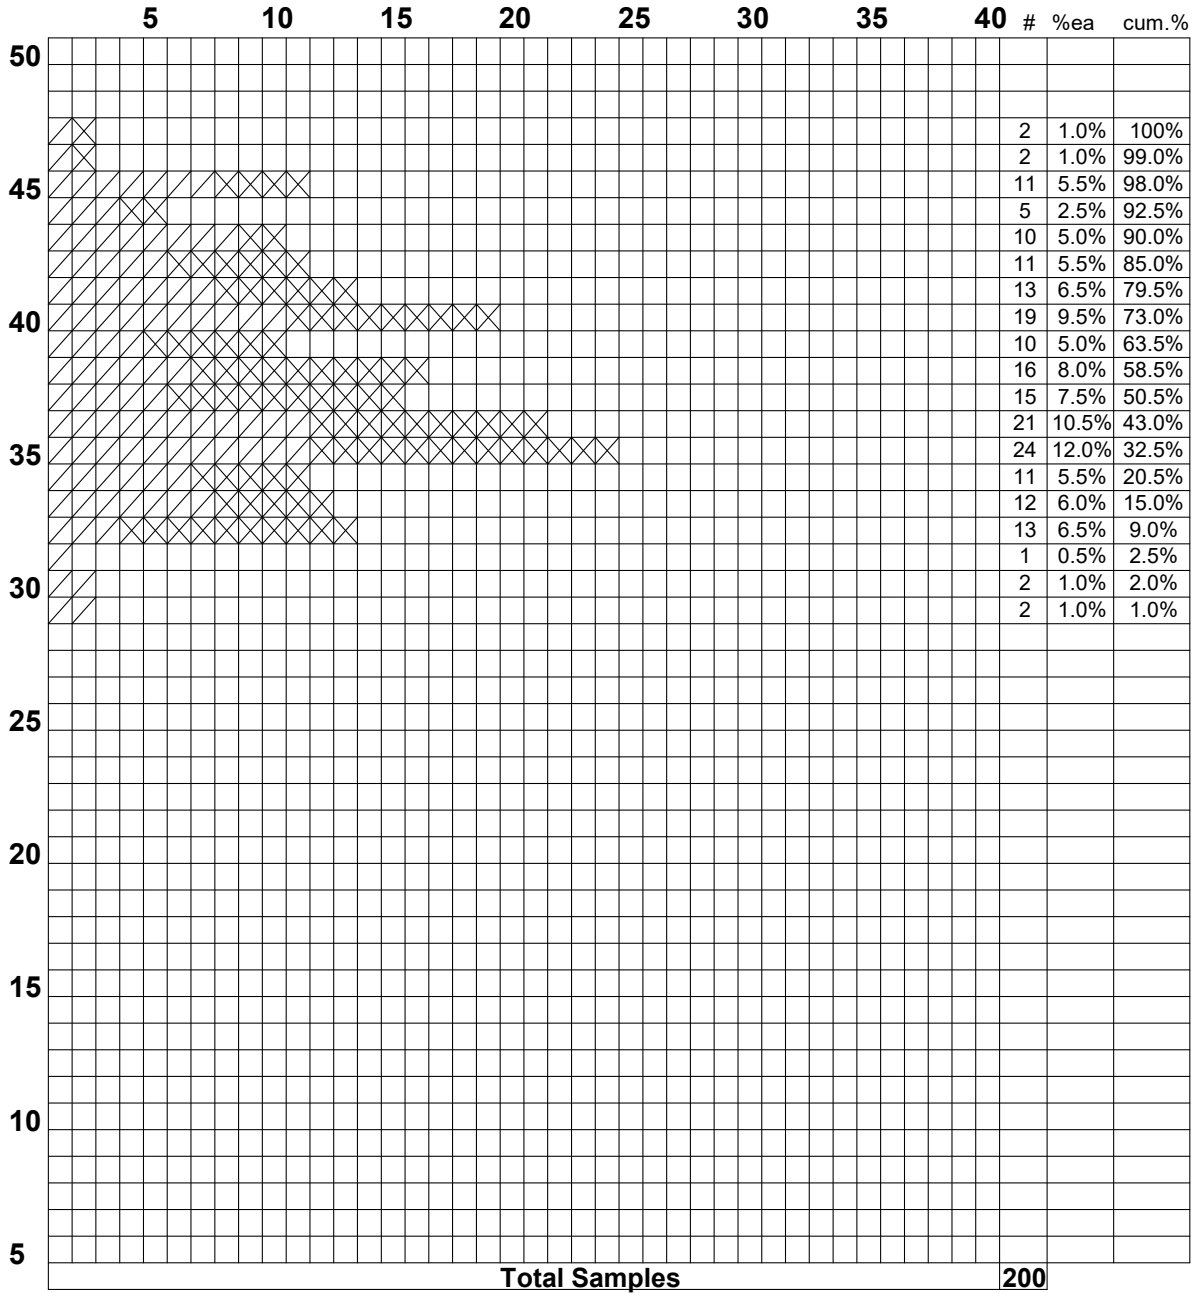 5 10 15 20 25 30 35 40 # %ea cum.%
50
2 1.0% 100%
2 1.0% 99.0%
45 11 5.5% 98.0%
5 2.5% 92.5%
10 5.0% 90.0%
11 5.5% 85.0%
13 6.5% 79.5%
40 19 9.5% 73.0%
10 5.0% 63.5%
16 8.0% 58.5%
15 7.5% 50.5%
21 10.5% 43.0%
35 24 12.0% 32.5%
11 5.5% 20.5%
12 6.0% 15.0%
13 6.5% 9.0%
1 0.5% 2.5%
30 2 1.0% 2.0%
2 1.0% 1.0%
25
20
15
10
5
Total Samples 200